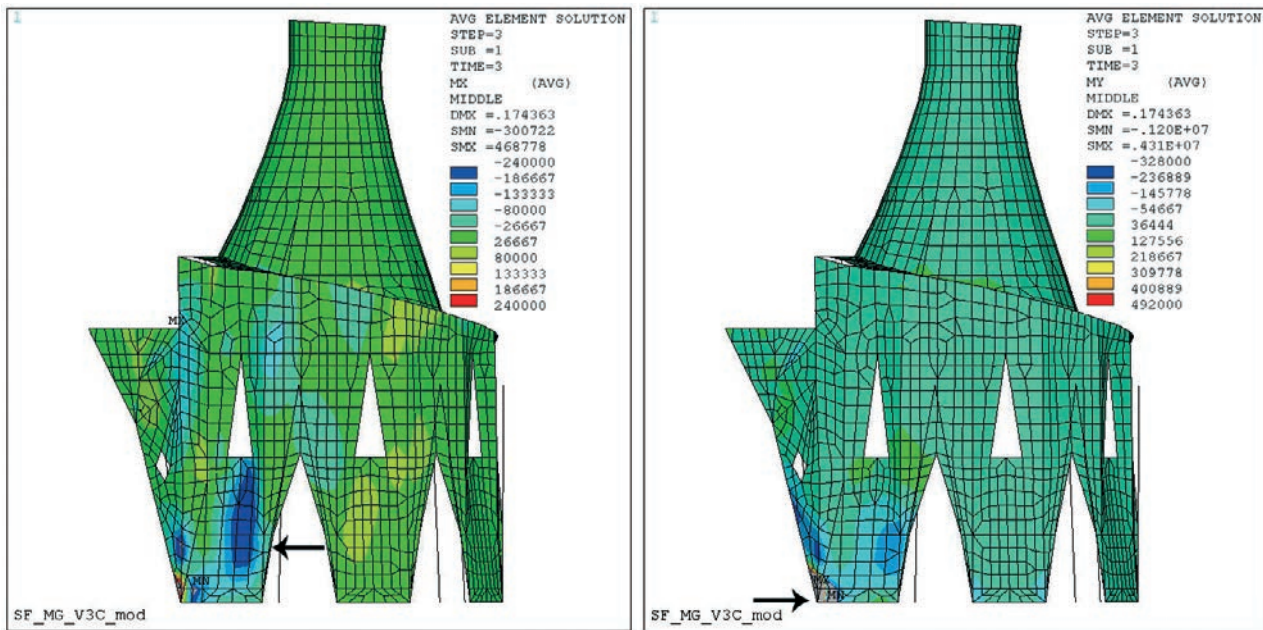 1
AVG ELEMENT SOLUTION
STEP=3
SUB =1
TIME=3
MX (AVG)
MIDDLE
DMX =.174363
SMN =-300722
SMX =468778
-240000
-186667
-133333
-80000
-26667
26667
80000
133333
186667
240000
MX
MN
SF_MG_V3C_mod
1
AVG ELEMENT SOLUTION
STEP=3
SUB =1
TIME=3
MY (AVG)
MIDDLE
DMX =.174363
SMN =-.120E+07
SMX =.431E+07
-328000
-236889
-145778
-54667
36444
127556
218667
309778
400889
492000
MX
MN
SF_MG_V3C_mod